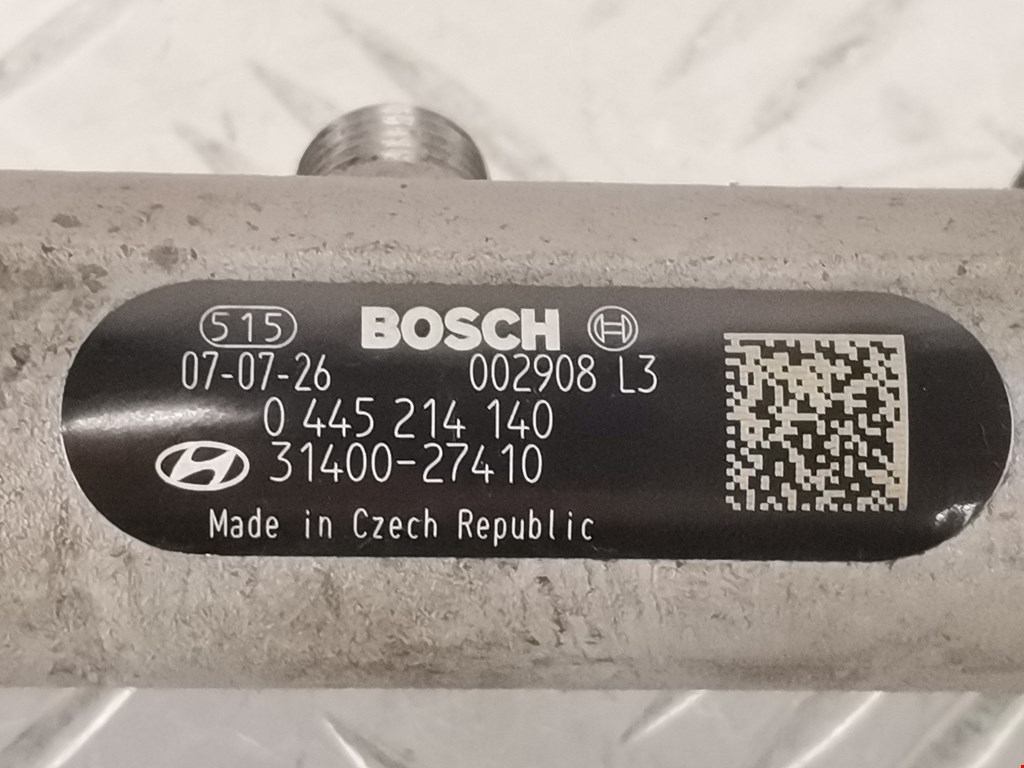 515 BOSCH
07-07-26 002908 L3
0 445 214 140
31400-27410
Made in Czech Republic